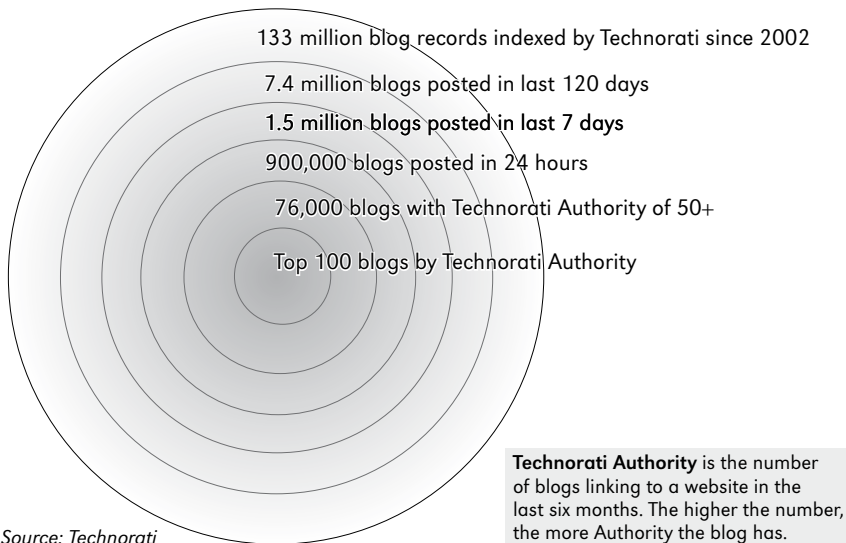 133 million blog records indexed by Technorati since 2002
7.4 million blogs posted in last 120 days
1.5 million blogs posted in last 7 days
900,000 blogs posted in 24 hours
76,000 blogs with Technorati Authority of 50+
Top 100 blogs by Technorati Authority
Technorati Authority is the number
of blogs linking to a website in the
last six months. The higher the number,
the more Authority the blog has.
Source: Technorati